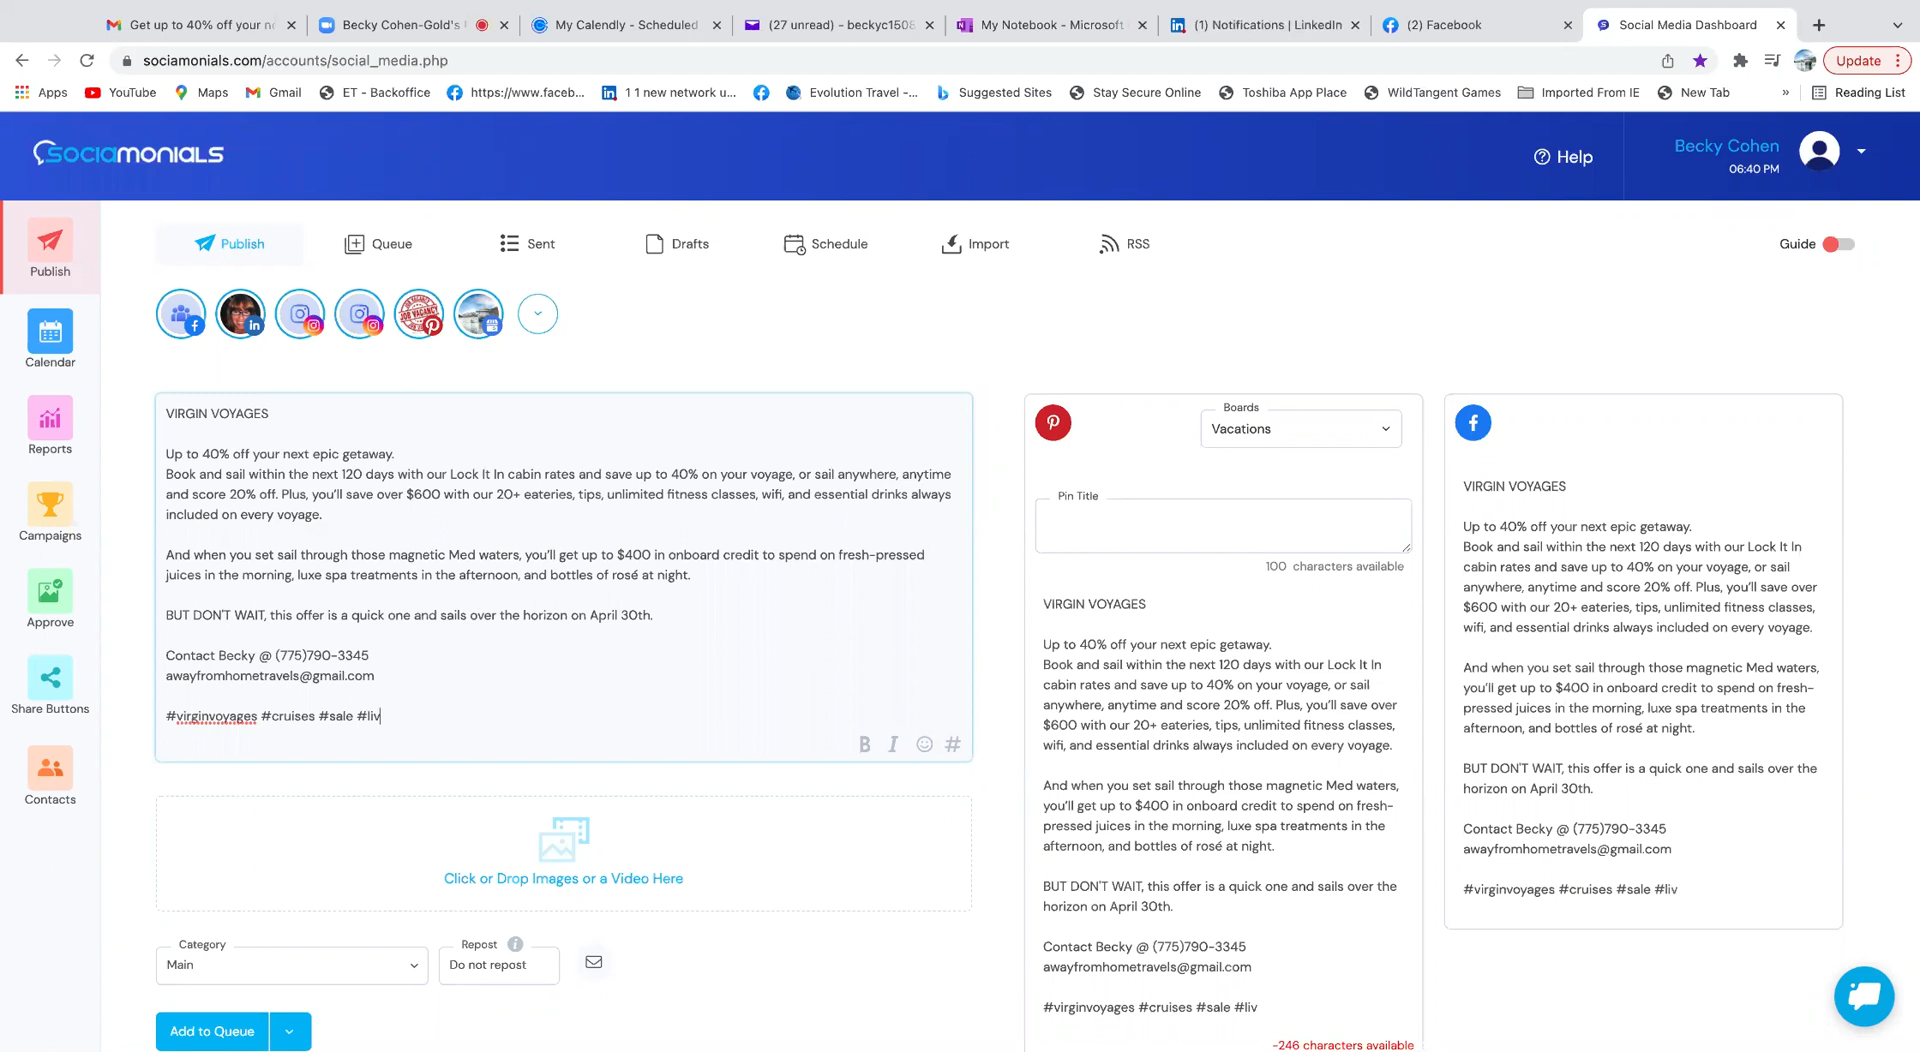 Get up to 40% off your n
Becky Cohen-Gold's
My Calendly - Scheduled
(27 unread) - beckyc1508
My Notebook - Microsoft
(1) Notifications | LinkedIn
(2) Facebook
Social Media Dashboard
sociamonials.com/accounts/social_media.php
Update
Apps
YouTube
Maps
Gmail
ET - Backoffice
https://www.faceb...
1 1 new network u...
Evolution Travel -...
Suggested Sites
Stay Secure Online
Toshiba App Place
WildTangent Games
Imported From IE
New Tab
»
Reading List
SOCIAMONIALS
Help
Becky Cohen
06:40 PM
Publish
Queue
Sent
Drafts
Schedule
Import
RSS
Guide
Publish
Calendar
Reports
Campaigns
Approve
Share Buttons
Contacts
JOB VACANCY
VIRGIN VOYAGES
Up to 40% off your next epic getaway.
Book and sail within the next 120 days with our Lock It In cabin rates and save up to 40% on your voyage, or sail anywhere, anytime
and score 20% off. Plus, you'll save over $600 with our 20+ eateries, tips, unlimited fitness classes, wifi, and essential drinks always
included on every voyage.
And when you set sail through those magnetic Med waters, you'll get up to $400 in onboard credit to spend on fresh-pressed
juices in the morning, luxe spa treatments in the afternoon, and bottles of rosé at night.
BUT DON'T WAIT, this offer is a quick one and sails over the horizon on April 30th.
Contact Becky @ (775)790-3345
awayfromhometravels@gmail.com
#virginvoyages #cruises #sale #liv
B I #
Click or Drop Images or a Video Here
Category
Main
Repost
Do not repost
Add to Queue
Boards
Vacations
Pin Title
100 characters available
VIRGIN VOYAGES
Up to 40% off your next epic getaway.
Book and sail within the next 120 days with our Lock It In
cabin rates and save up to 40% on your voyage, or sail
anywhere, anytime and score 20% off. Plus, you'll save over
$600 with our 20+ eateries, tips, unlimited fitness classes,
wifi, and essential drinks always included on every voyage.
And when you set sail through those magnetic Med waters,
you'll get up to $400 in onboard credit to spend on fresh-
pressed juices in the morning, luxe spa treatments in the
afternoon, and bottles of rosé at night.
BUT DON'T WAIT, this offer is a quick one and sails over the
horizon on April 30th.
Contact Becky @ (775)790-3345
awayfromhometravels@gmail.com
#virginvoyages #cruises #sale #liv
-246 characters available
VIRGIN VOYAGES
Up to 40% off your next epic getaway.
Book and sail within the next 120 days with our Lock It In
cabin rates and save up to 40% on your voyage, or sail
anywhere, anytime and score 20% off. Plus, you'll save over
$600 with our 20+ eateries, tips, unlimited fitness classes,
wifi, and essential drinks always included on every voyage.
And when you set sail through those magnetic Med waters,
you'll get up to $400 in onboard credit to spend on fresh-
pressed juices in the morning, luxe spa treatments in the
afternoon, and bottles of rosé at night.
BUT DON'T WAIT, this offer is a quick one and sails over the
horizon on April 30th.
Contact Becky @ (775)790-3345
awayfromhometravels@gmail.com
#virginvoyages #cruises #sale #liv